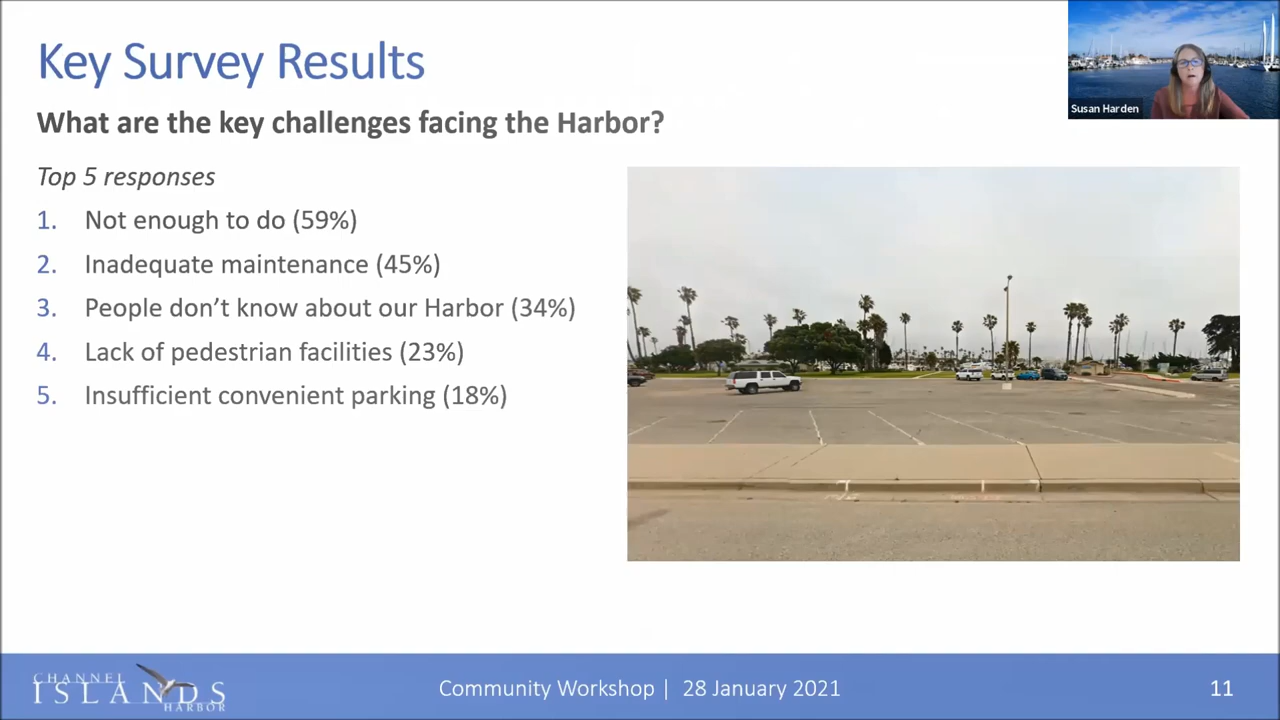 Key Survey Results
Susan Harden
What are the key challenges facing the Harbor?
Top 5 responses
1. Not enough to do (59%)
2. Inadequate maintenance (45%)
3. People don’t know about our Harbor (34%)
4. Lack of pedestrian facilities (23%)
5. Insufficient convenient parking (18%)
CHANNEL
ISLANDS
HARBOR
Community Workshop | 28 January 2021
11